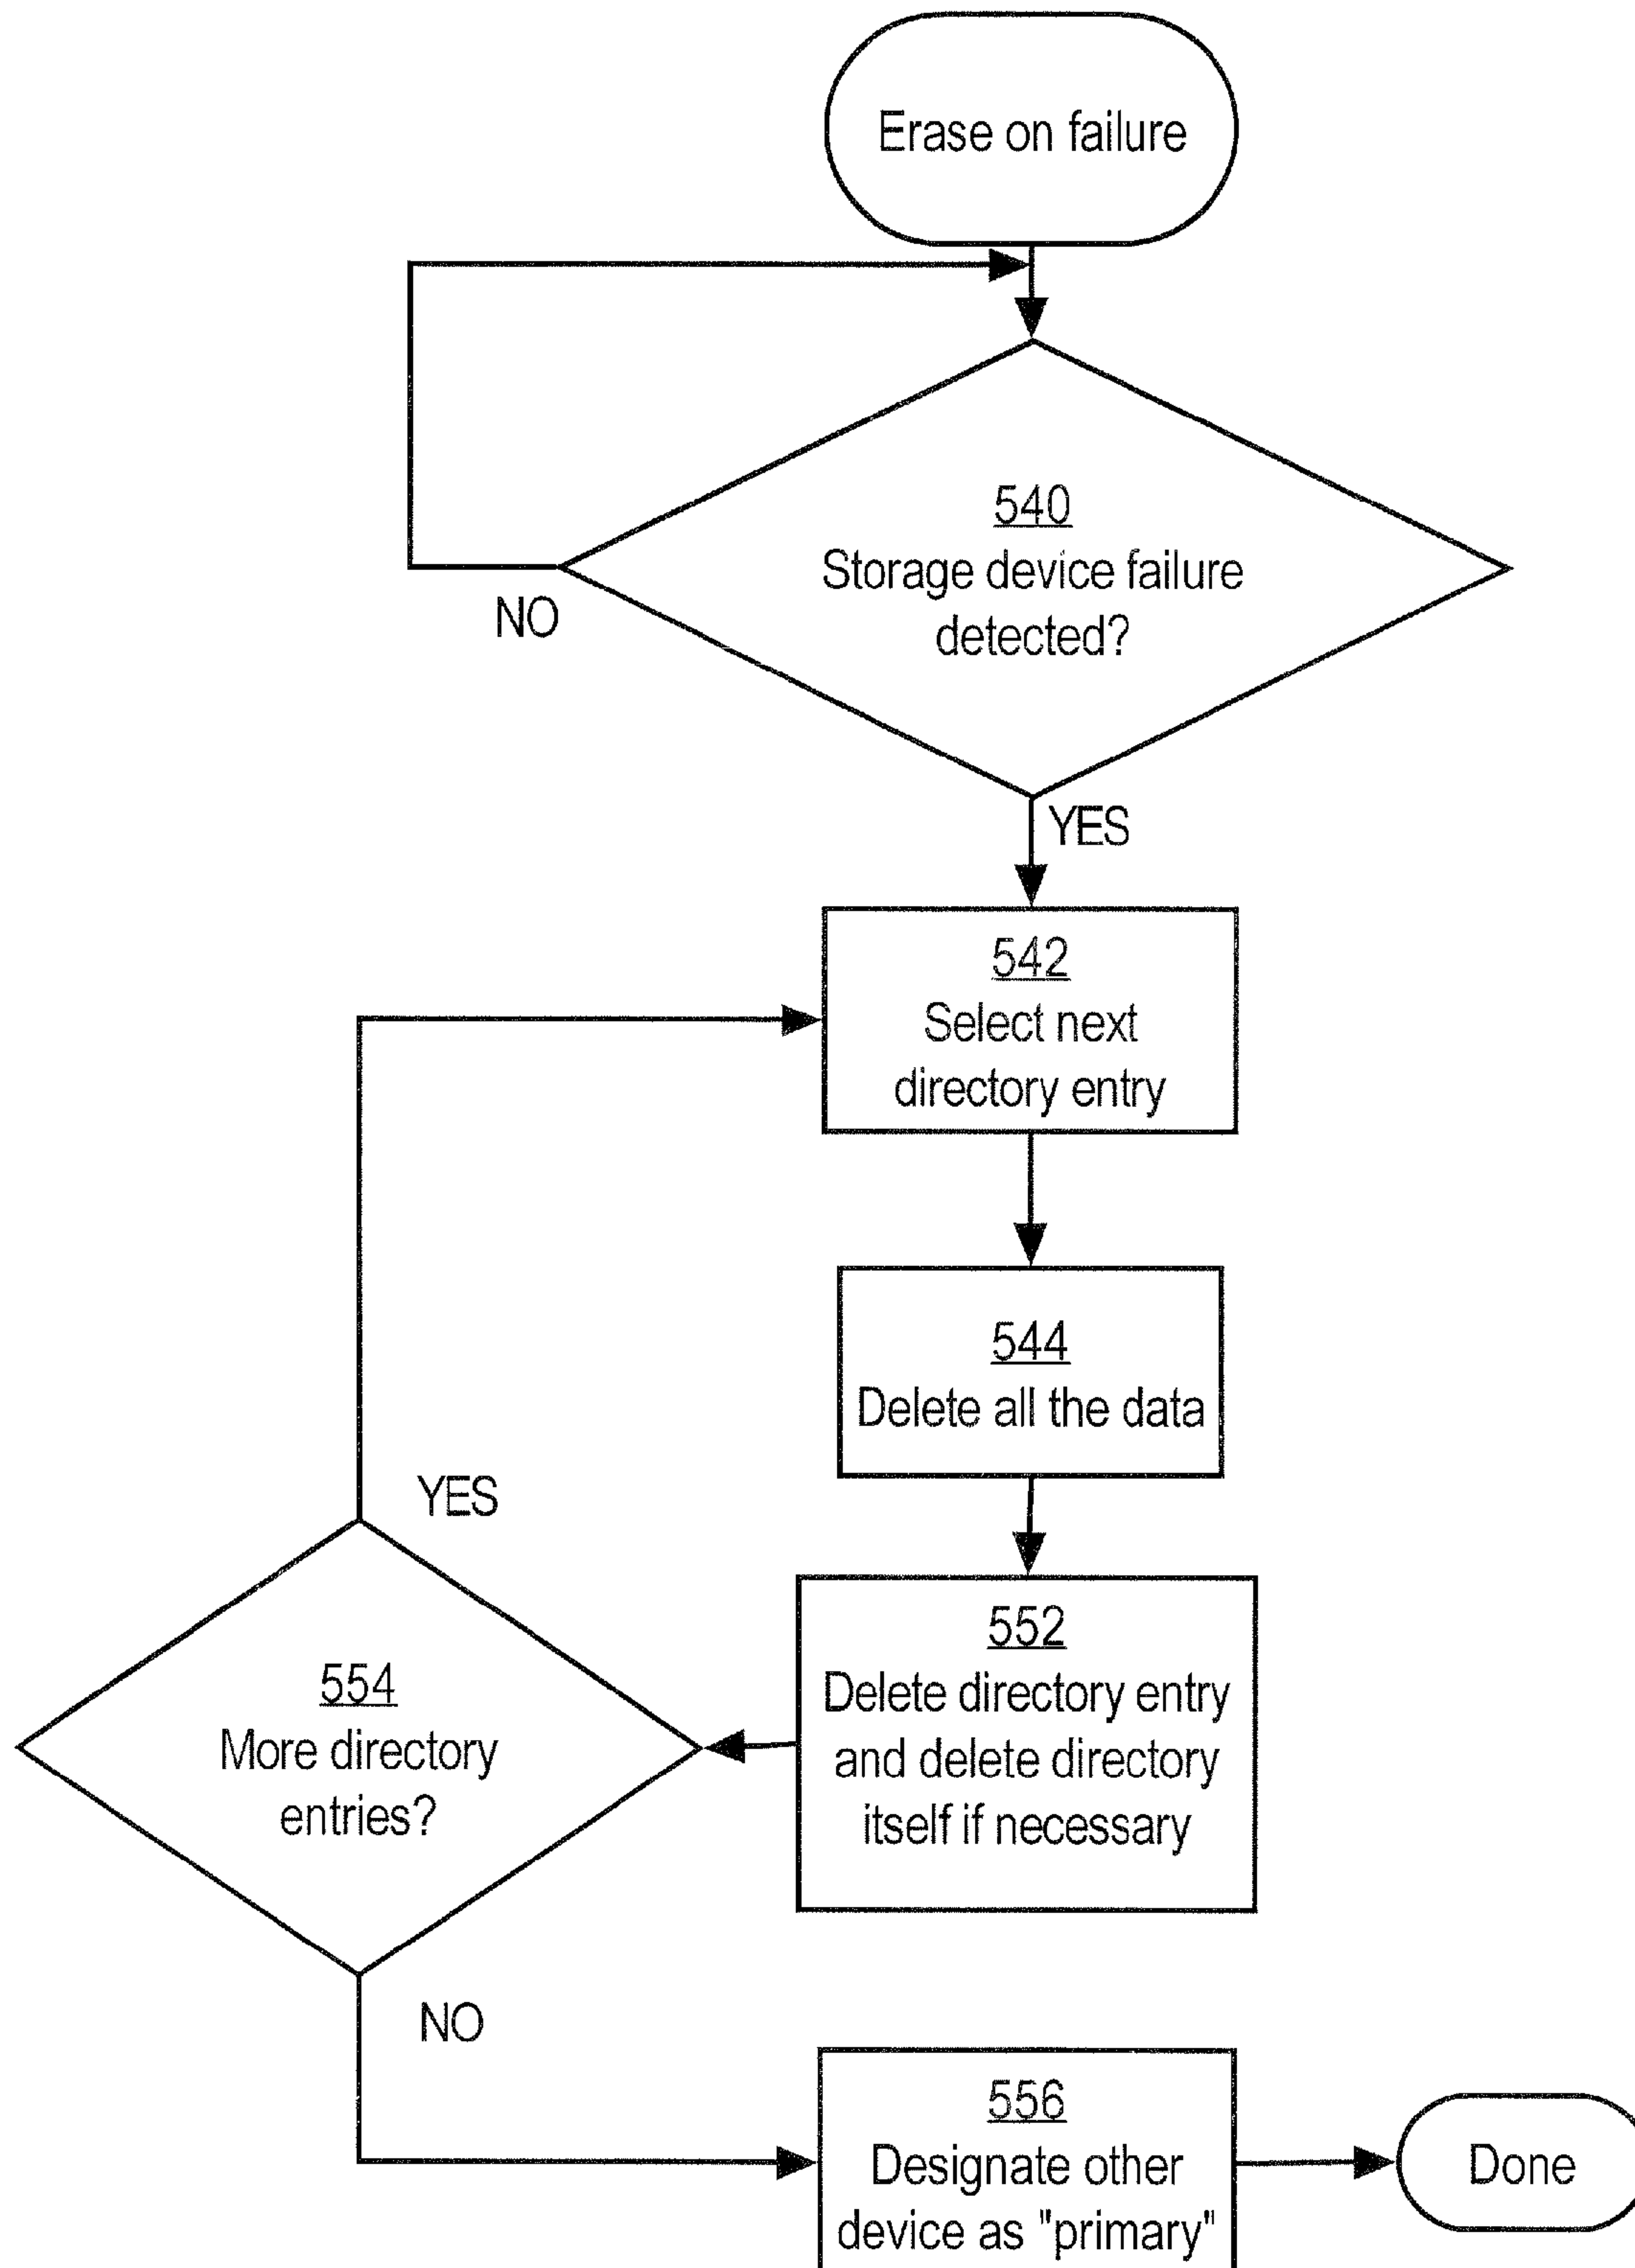 Erase on failure
540
Storage device failure
detected?
NO
YES
542
Select next
directory entry
544
Delete all the data
YES
552
Delete directory entry
and delete directory
itself if necessary
554
More directory
entries?
NO
556
Designate other
device as "primary"
Done